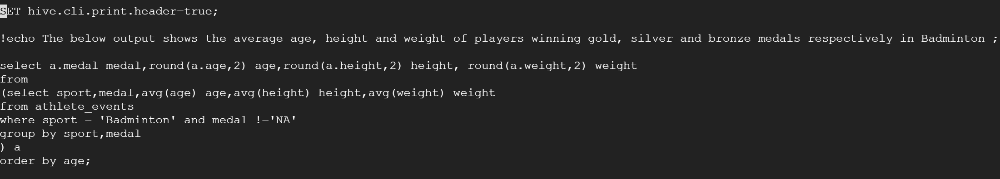 SET hive.cli.print.header=true;
!echo The below output shows the average age, height and weight of players winning gold, silver and bronze medals respectively in Badminton ;
select a.medal medal,round(a.age,2) age,round(a.height,2) height, round(a.weight,2) weight
from
(select sport,medal,avg(age) age,avg(height) height,avg(weight) weight
from athlete_events
where sport = 'Badminton' and medal !='NA'
group by sport,medal
) a
order by age;